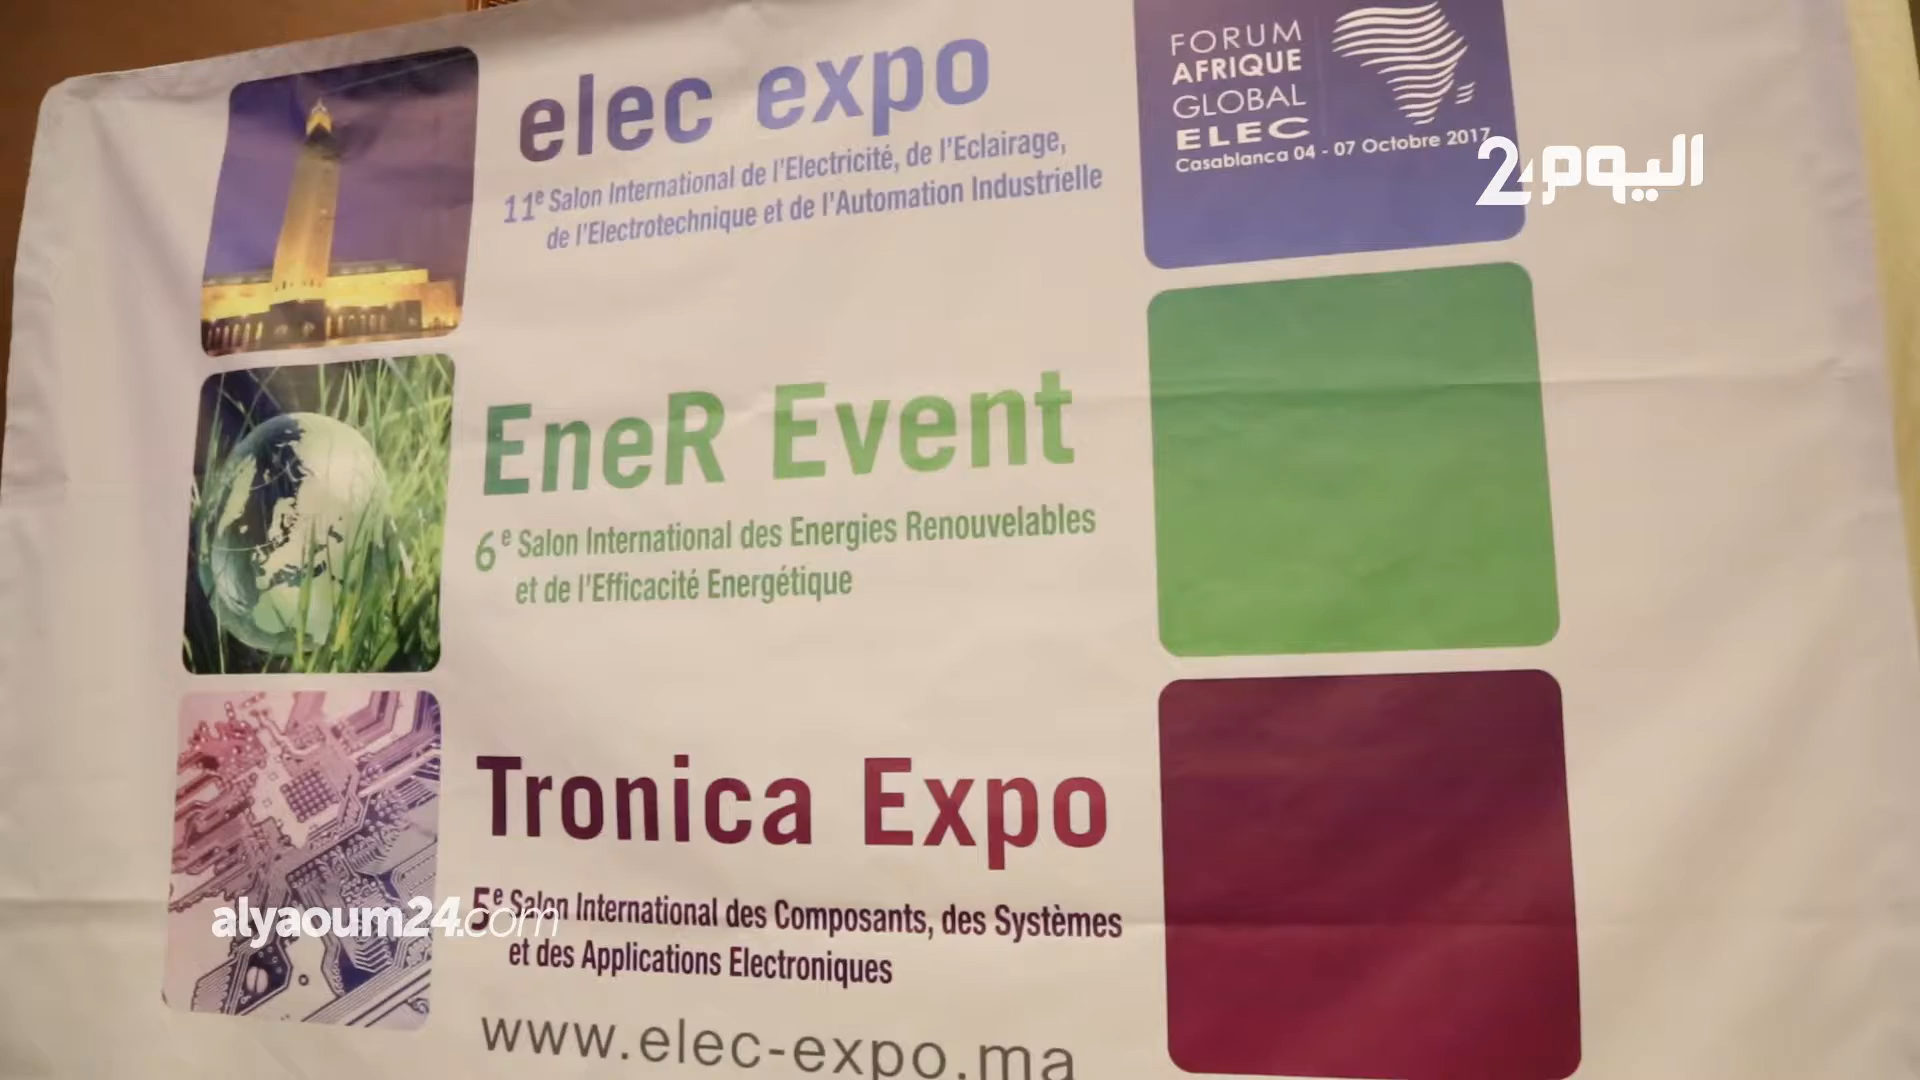 elec expo
11e Salon International de l'Electricité, de l'Eclairage,
de l'Electrotechnique et de l'Automation Industrielle
FORUM
AFRIQUE
GLOBAL
ELEC
Casablanca 04 - 07 Octobre 2017
اليوم24
EneR Event
6e Salon International des Energies Renouvelables
et de l'Efficacité Energétique
Tronica Expo
5e Salon International des Composants, des Systèmes
et des Applications Electroniques
alyaoum24.com
www.elec-expo.ma